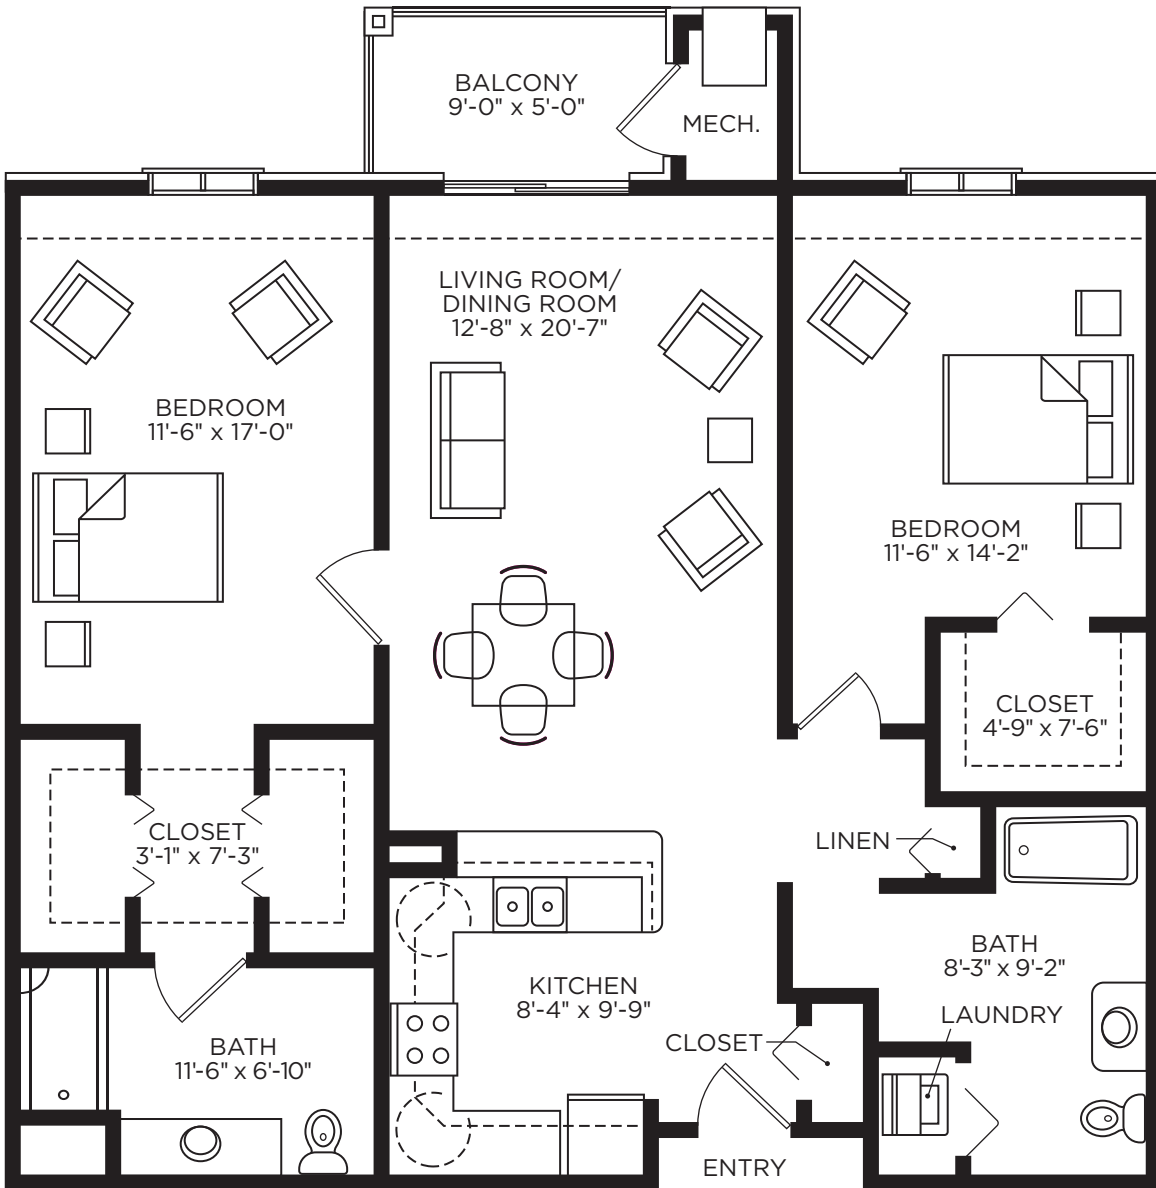 BALCONY
9'-0" x 5'-0"
MECH.
LIVING ROOM/
DINING ROOM
12'-8" x 20'-7"
BEDROOM
11'-6" x 17'-0"
BEDROOM
11'-6" x 14'-2"
CLOSET
4'-9" x 7'-6"
CLOSET
3'-1" x 7'-3"
LINEN
BATH
8'-3" x 9'-2"
KITCHEN
8'-4" x 9'-9"
LAUNDRY
CLOSET
BATH
11'-6" x 6'-10"
ENTRY